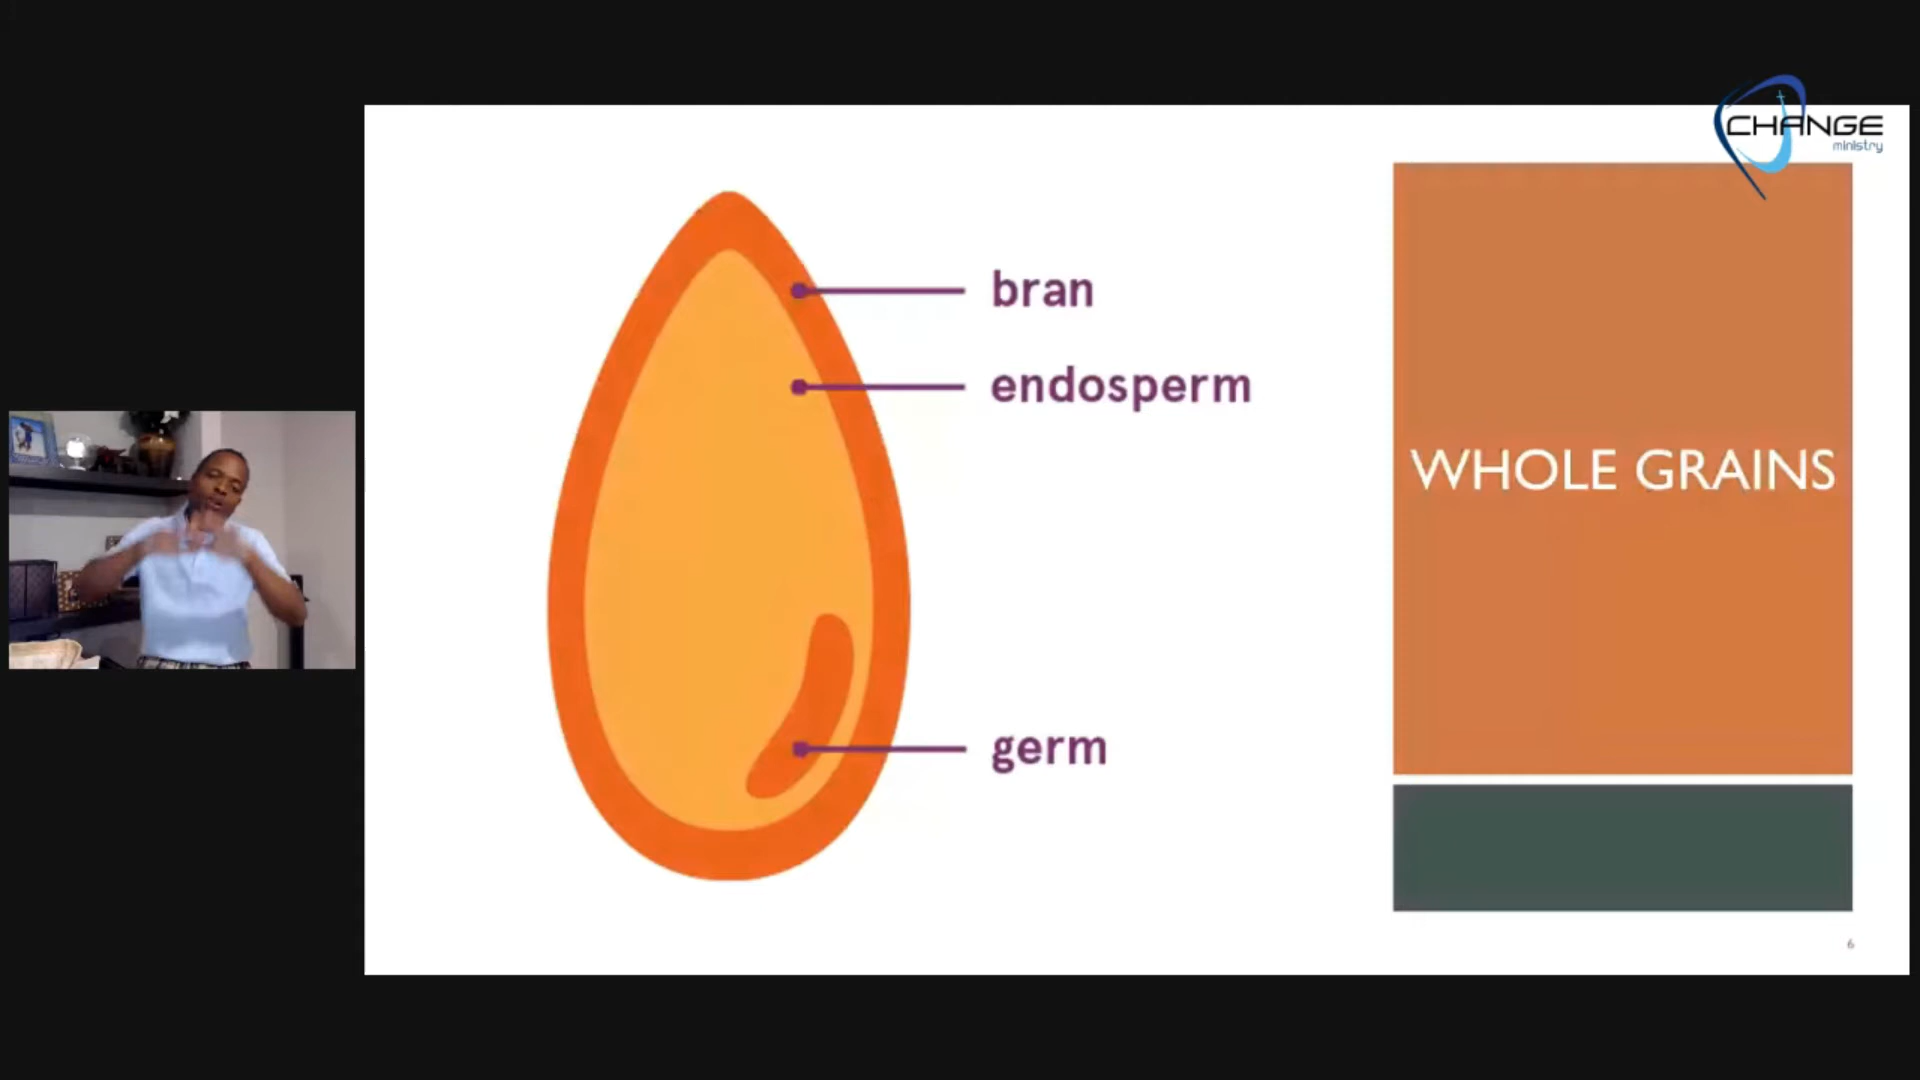 CHANGE
ministry
bran
endosperm
germ
WHOLE GRAINS
6